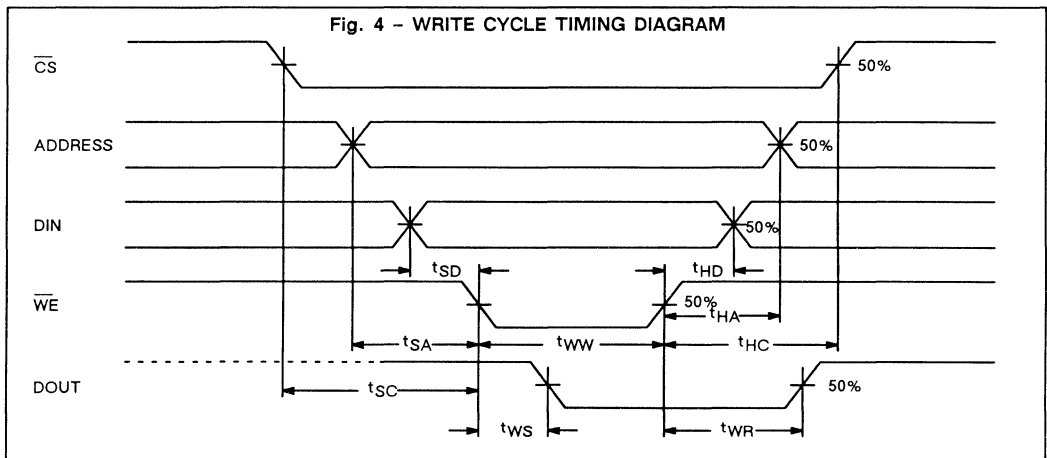 Fig. 4 – WRITE CYCLE TIMING DIAGRAM
CS
50%
ADDRESS
50%
DIN
50%
tSD
tHD
WE
50%
tHA
tSA
tWW
tHC
DOUT
50%
tSC
tWS
tWR